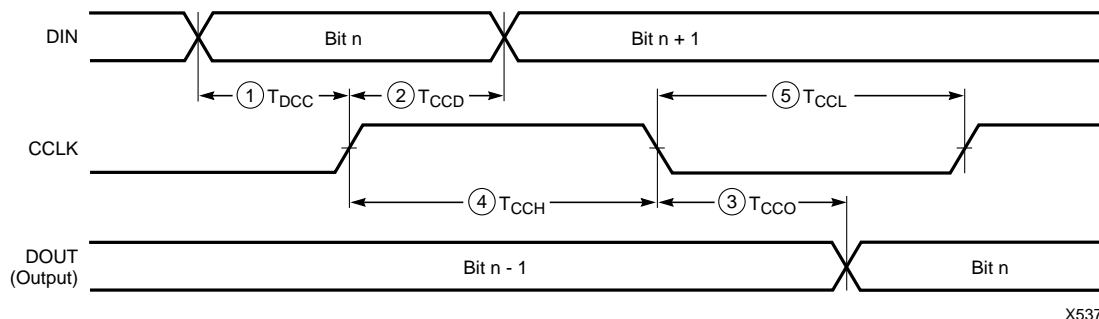 DIN
Bit n
Bit n + 1
1 TDCC
2 TCCD
5 TCCL
CCLK
4 TCCH
3 TCCO
DOUT
(Output)
Bit n - 1
Bit n
X537